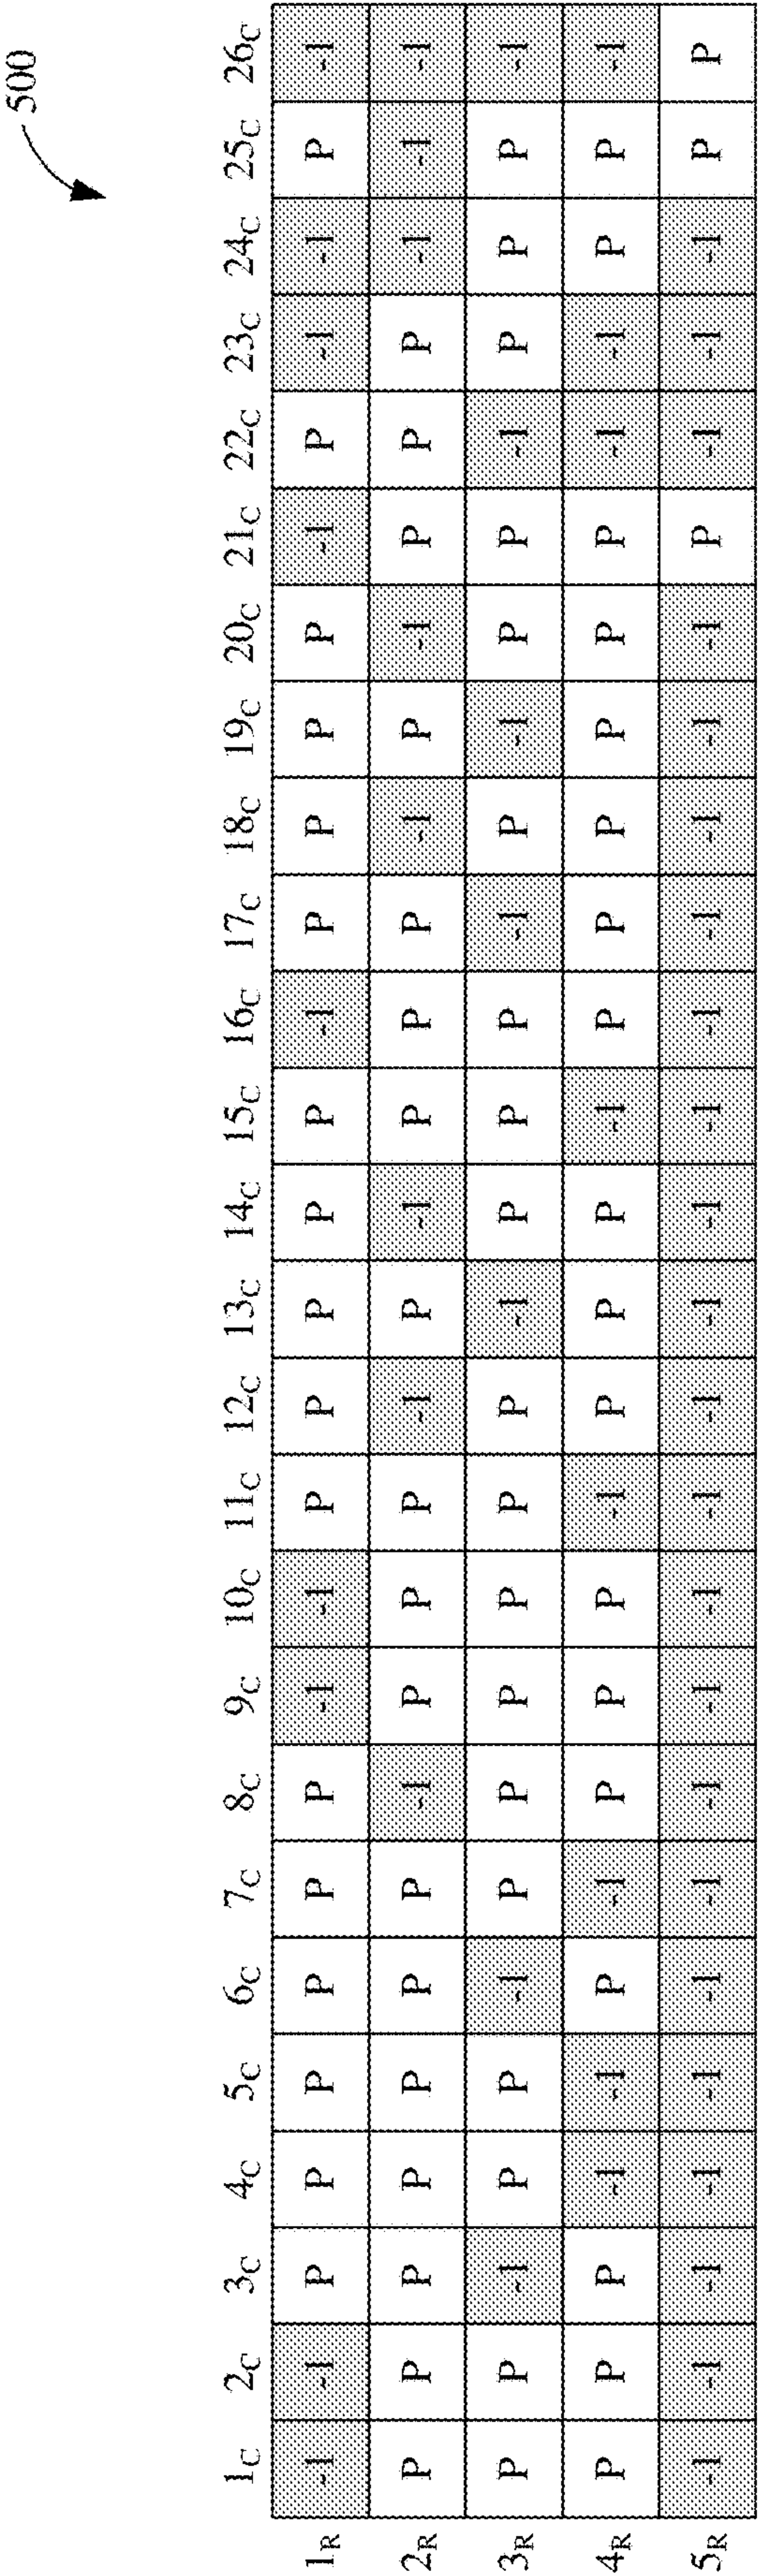 500
1C 2C 3C 4C 5C 6C 7C 8C 9C 10C 11C 12C 13C 14C 15C 16C 17C 18C 19C 20C 21C 22C 23C 24C 25C 26C
1R -1 -1 P P P P P P -1 -1 P P P P P -1 P P P P -1 P -1 -1 P -1
2R P P P P P P P -1 P P P -1 P -1 P P P -1 P -1 P P P -1 -1 -1
3R P P -1 P P -1 P P P P P P -1 P P P -1 P -1 P P -1 P P P -1
4R P P P -1 -1 P -1 P P P -1 P P P -1 P P P P P P -1 -1 P P -1
5R -1 -1 -1 -1 -1 -1 -1 -1 -1 -1 -1 -1 -1 -1 -1 -1 -1 -1 -1 -1 P -1 -1 -1 P P